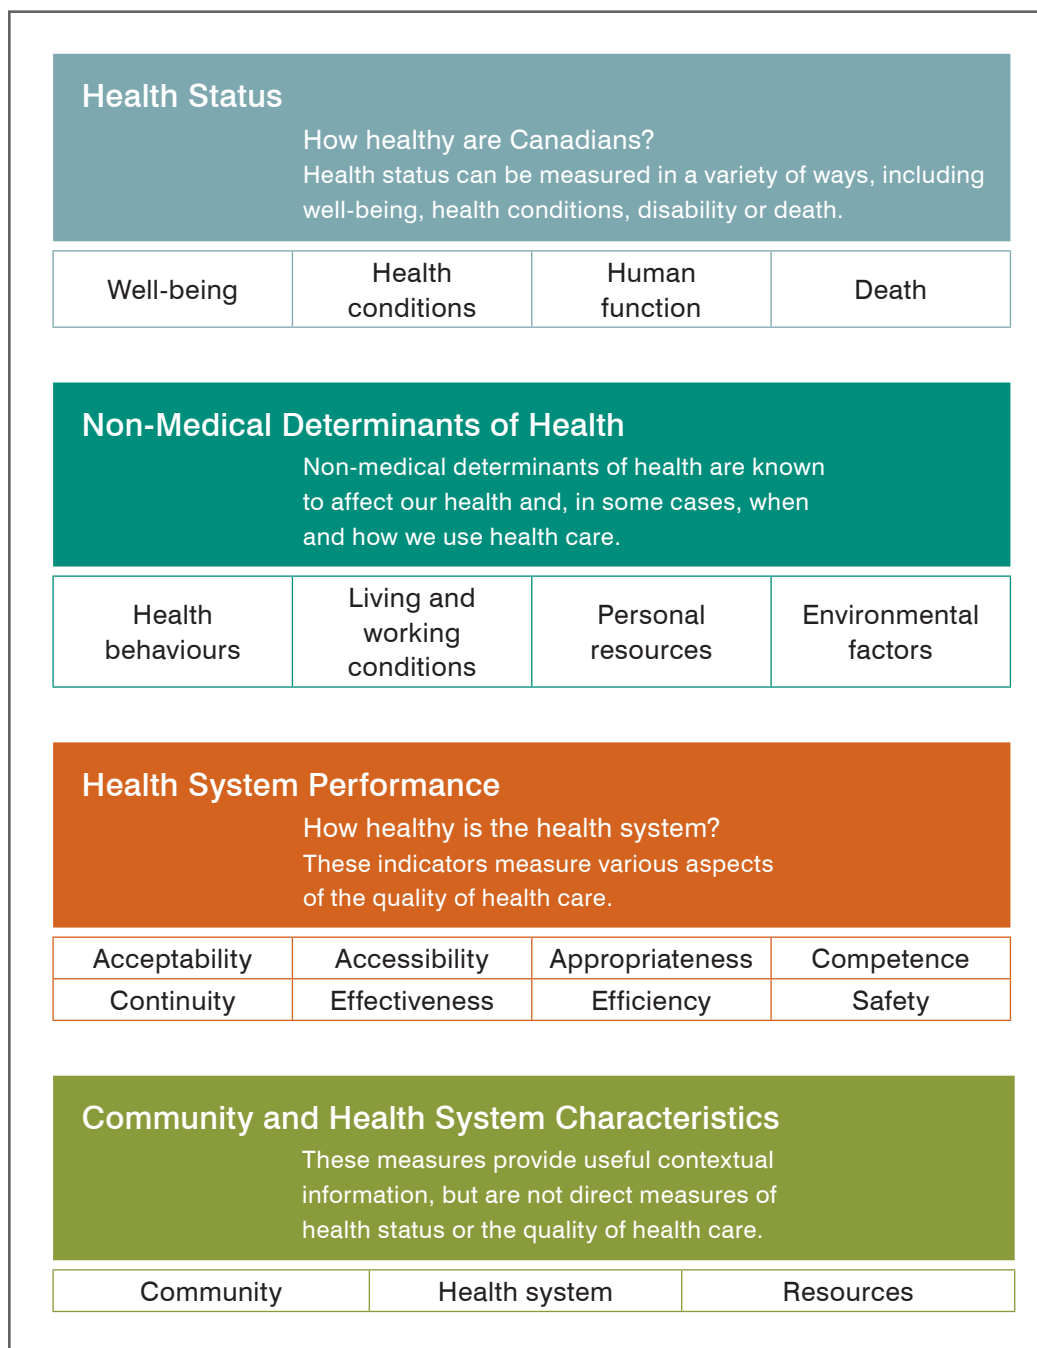 Health Status
How healthy are Canadians?
Health status can be measured in a variety of ways, including
well-being, health conditions, disability or death.
Well-being
Health
conditions
Human
function
Death
Non-Medical Determinants of Health
Non-medical determinants of health are known
to affect our health and, in some cases, when
and how we use health care.
Health
behaviours
Living and
working
conditions
Personal
resources
Environmental
factors
Health System Performance
How healthy is the health system?
These indicators measure various aspects
of the quality of health care.
Acceptability
Accessibility
Appropriateness
Competence
Continuity
Effectiveness
Efficiency
Safety
Community and Health System Characteristics
These measures provide useful contextual
information, but are not direct measures of
health status or the quality of health care.
Community
Health system
Resources